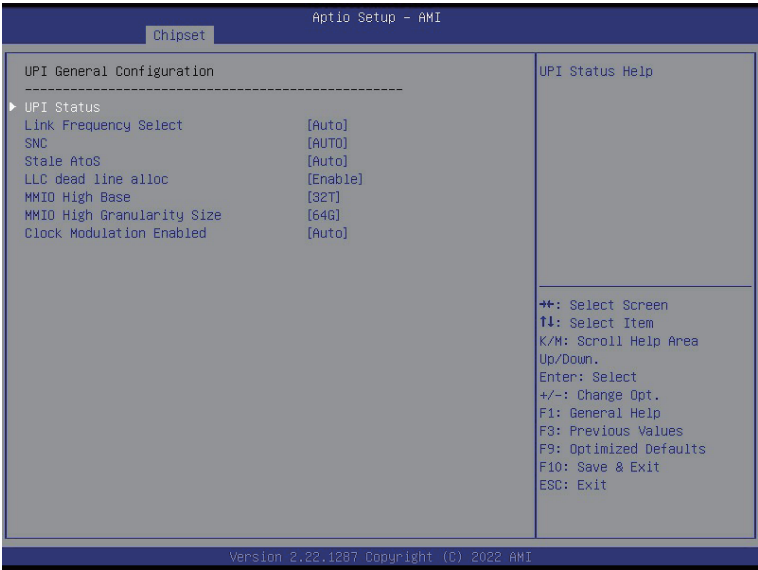 Aptio Setup – AMI
Chipset
UPI General Configuration
------------------------------------------------
UPI Status
Link Frequency Select [Auto]
SNC [AUTO]
Stale AtoS [Auto]
LLC dead line alloc [Enable]
MMIO High Base [32T]
MMIO High Granularity Size [64G]
Clock Modulation Enabled [Auto]
UPI Status Help
→←: Select Screen
↑↓: Select Item
K/M: Scroll Help Area
Up/Down.
Enter: Select
+/-: Change Opt.
F1: General Help
F3: Previous Values
F9: Optimized Defaults
F10: Save & Exit
ESC: Exit
Version 2.22.1287 Copyright (C) 2022 AMI